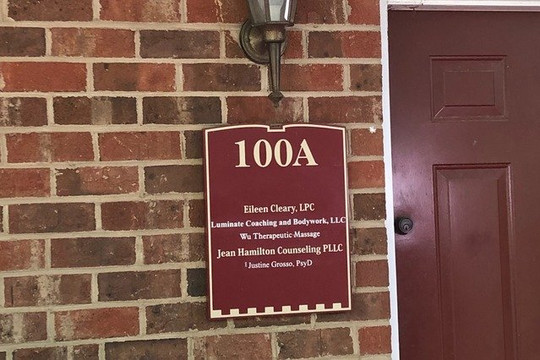 100A
Eileen Cleary, LPC
Luminate Coaching and Bodywork, LLC
Wu Therapeutic Massage
Jean Hamilton Counseling PLLC
Justine Grosso, PsyD